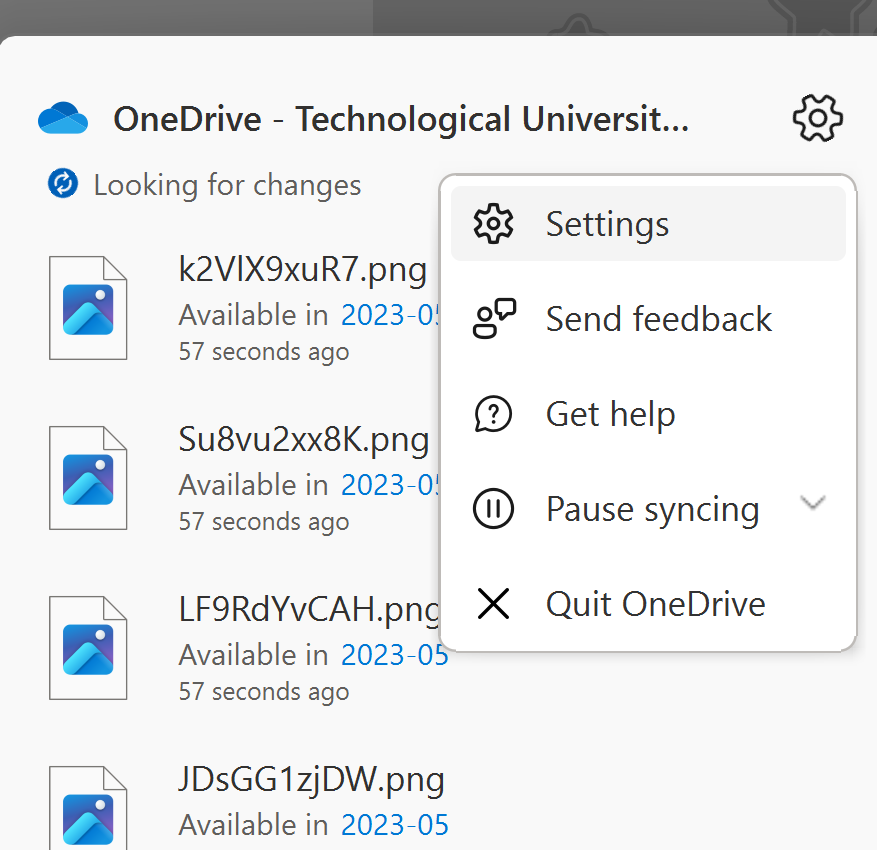 OneDrive - Technological Universit...
Looking for changes
Settings
Send feedback
Get help
Pause syncing
Quit OneDrive
k2VlX9xuR7.png
Available in 2023-05
57 seconds ago
Su8vu2xx8K.png
Available in 2023-05
57 seconds ago
LF9RdYvCAH.png
Available in 2023-05
57 seconds ago
JDsGG1zjDW.png
Available in 2023-05